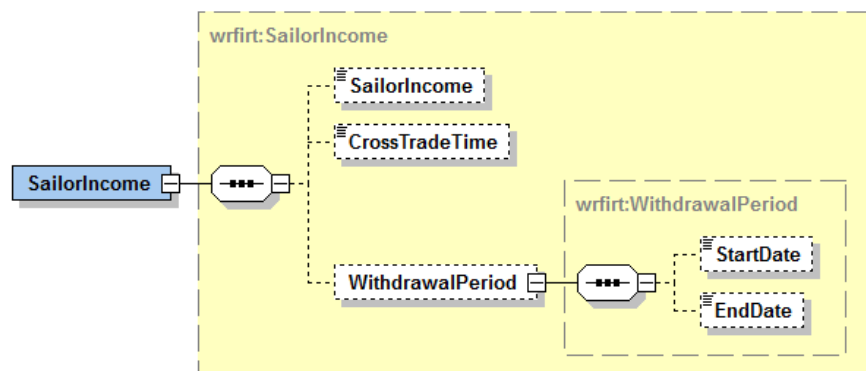 wrfirt:SailorIncome
SailorIncome
CrossTradeTime
SailorIncome
wrfirt:WithdrawalPeriod
StartDate
WithdrawalPeriod
EndDate